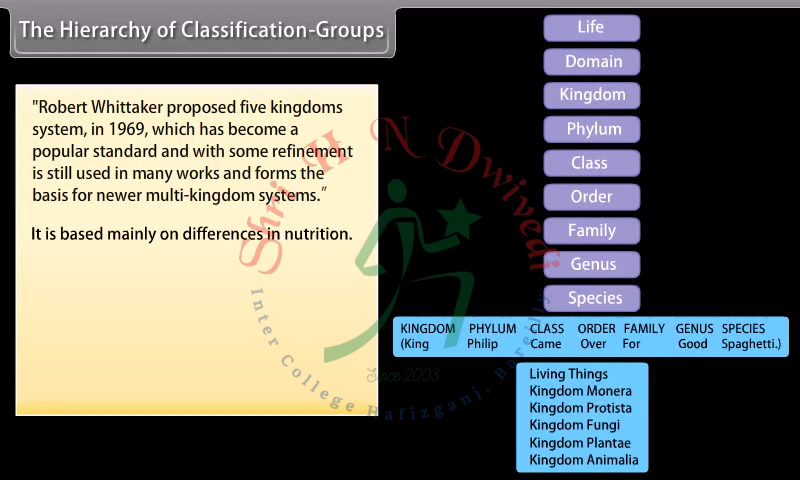 The Hierarchy of Classification-Groups
"Robert Whittaker proposed five kingdoms
system, in 1969, which has become a
popular standard and with some refinement
is still used in many works and forms the
basis for newer multi-kingdom systems.”
It is based mainly on differences in nutrition.
Life
Domain
Kingdom
Phylum
Class
Order
Family
Genus
Species
KINGDOM PHYLUM CLASS ORDER FAMILY GENUS SPECIES
(King Philip Came Over For Good Spaghetti.)
Living Things
Kingdom Monera
Kingdom Protista
Kingdom Fungi
Kingdom Plantae
Kingdom Animalia
Shri H N Dwivedi
Inter College Hafizgani, Bareilly
Since 2003